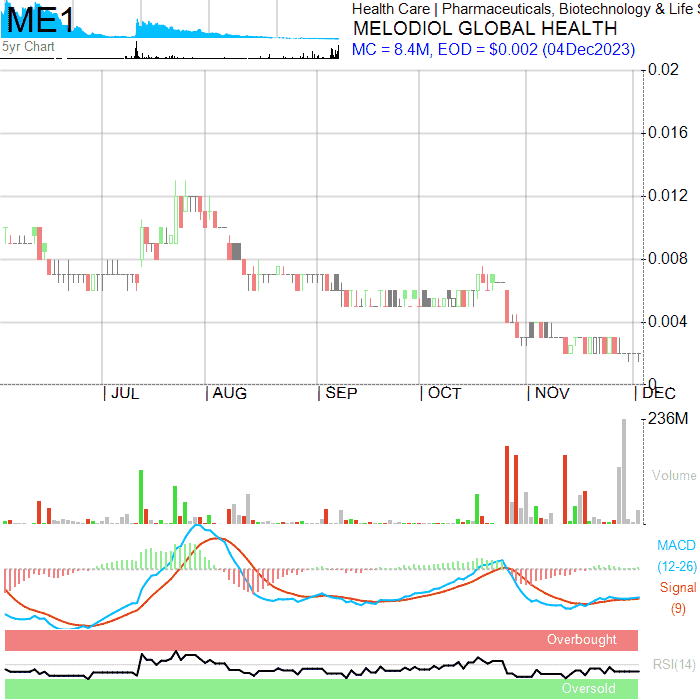 ME1
5yr Chart
Health Care | Pharmaceuticals, Biotechnology & Life
MELODIOL GLOBAL HEALTH
MC = 8.4M, EOD = $0.002 (04Dec2023)
0.02
0.016
0.012
0.008
0.004
0
JUL AUG SEP OCT NOV DEC
236M
Volume
MACD
(12-26)
Signal
(9)
Overbought
RSI(14)
Oversold